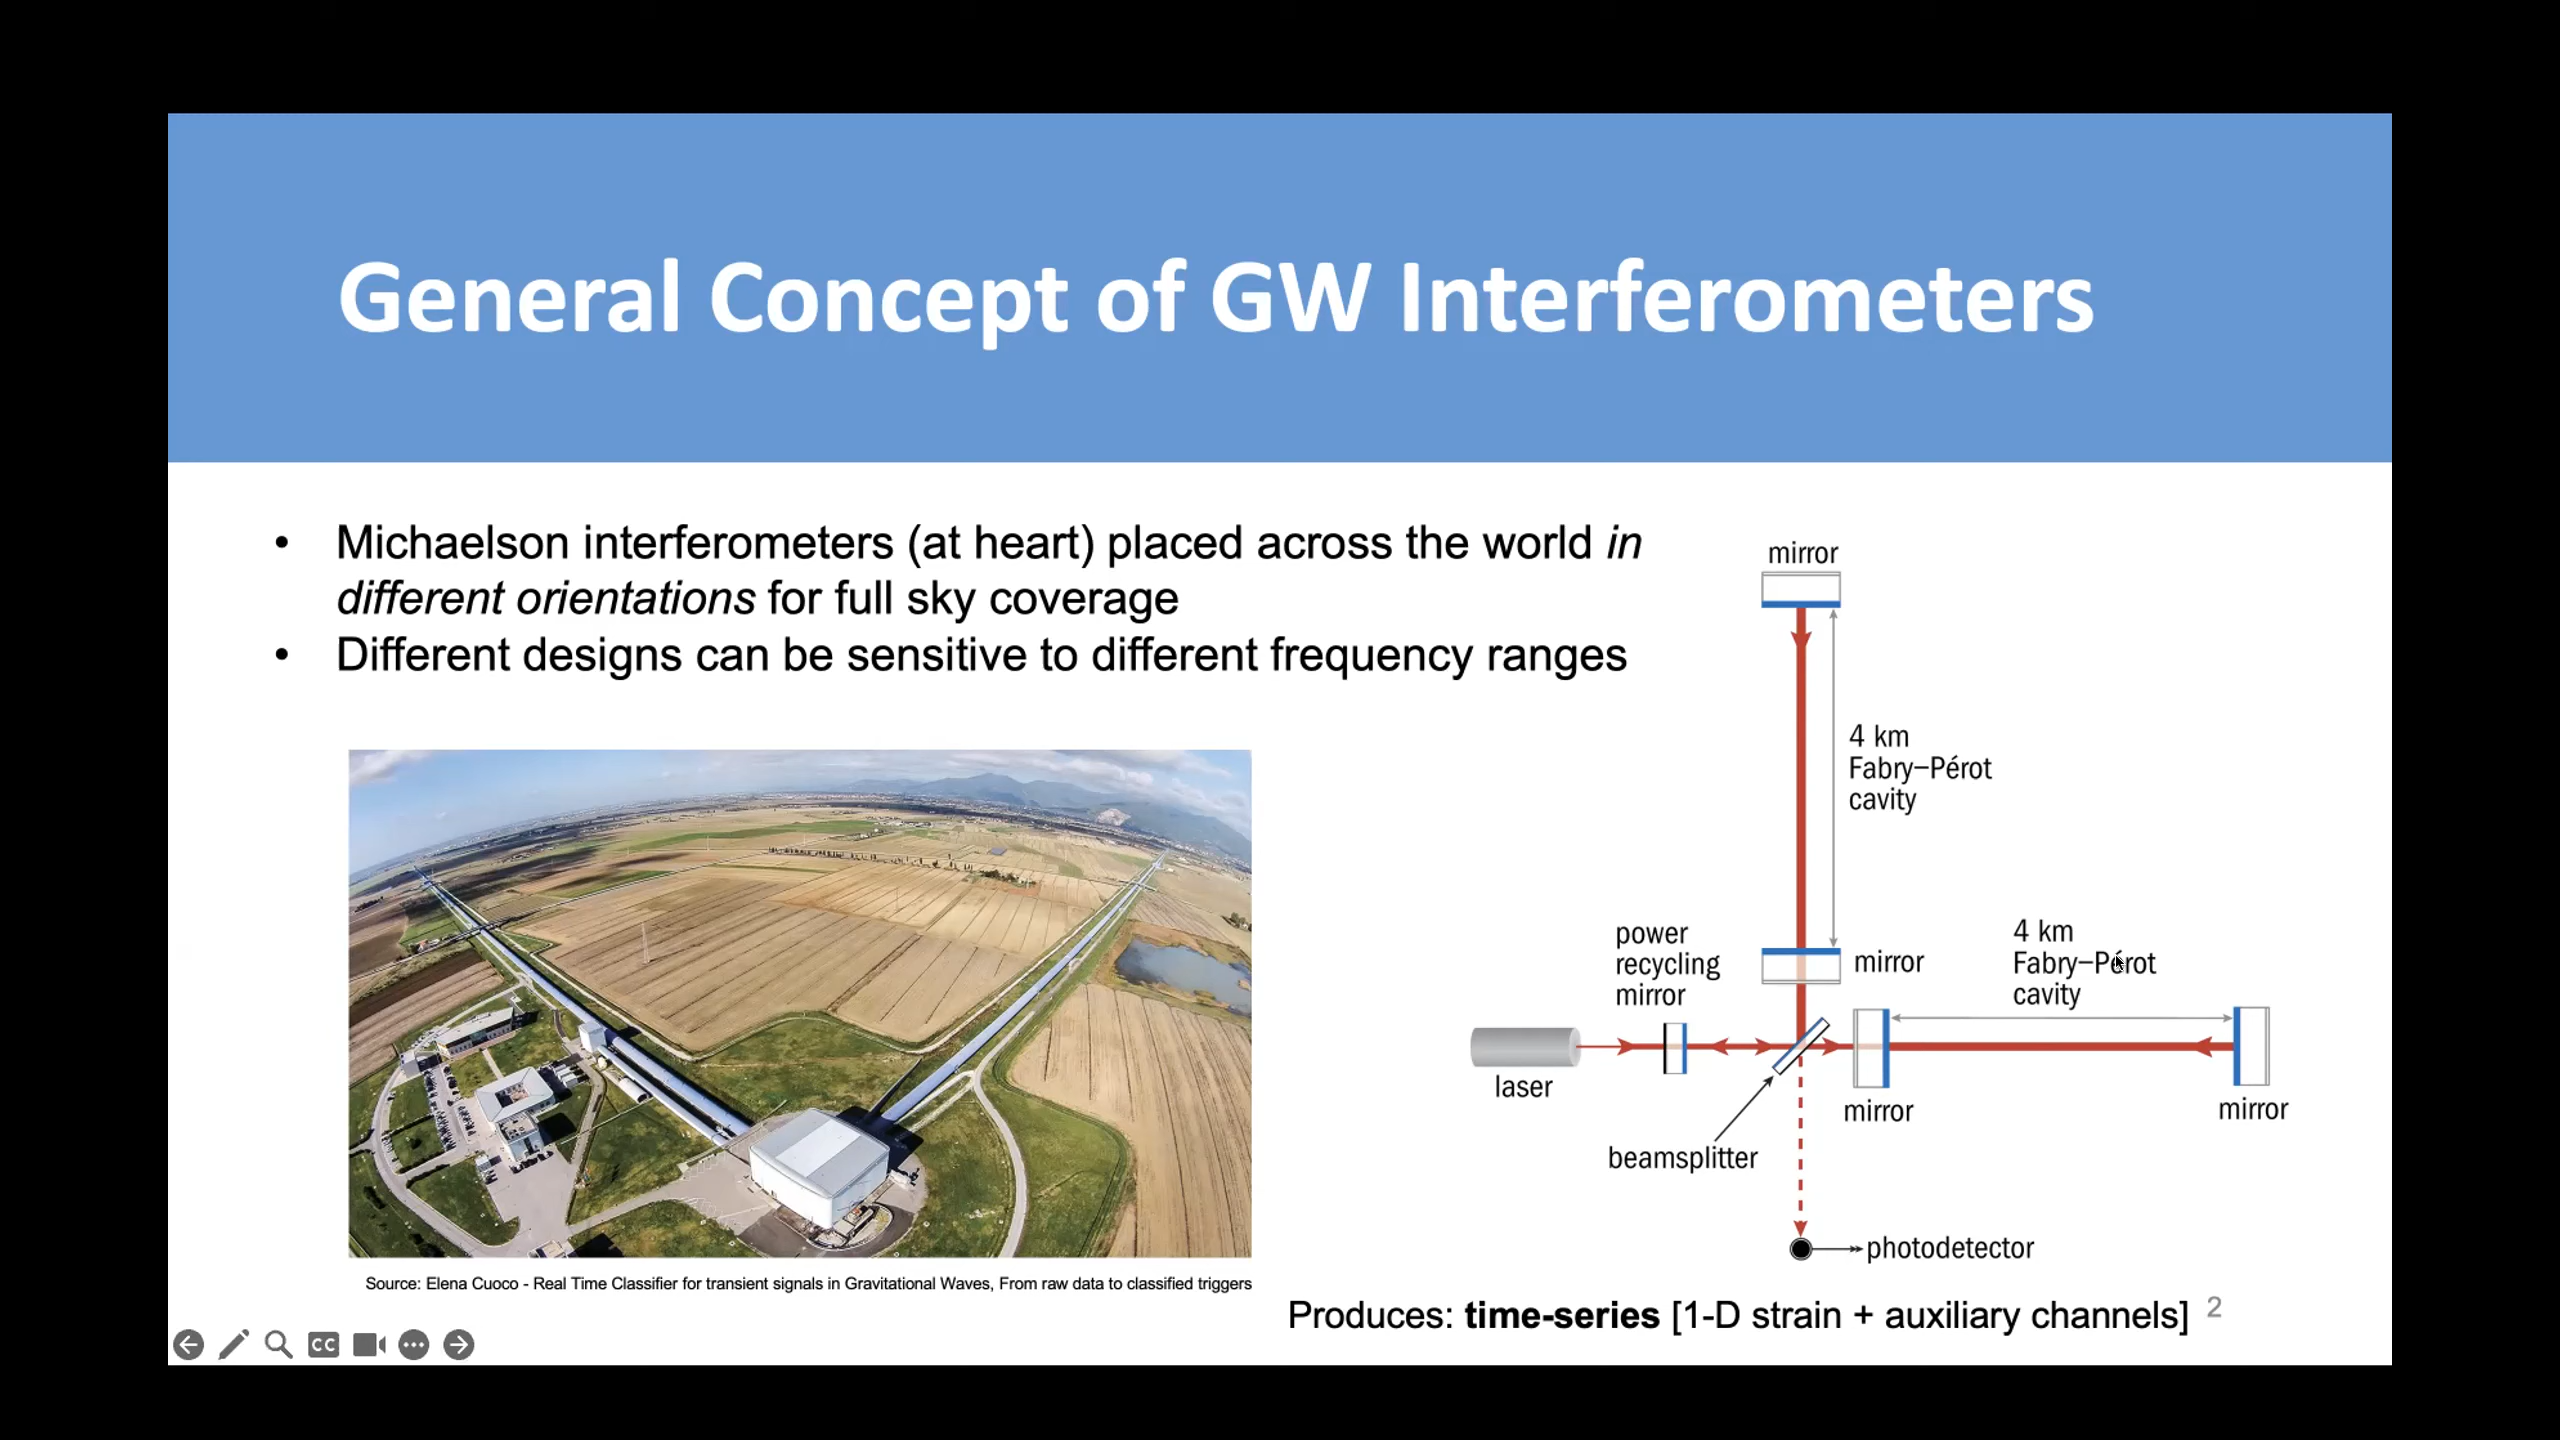 General Concept of GW Interferometers
• Michaelson interferometers (at heart) placed across the world in
different orientations for full sky coverage
• Different designs can be sensitive to different frequency ranges
mirror
4 km
Fabry–Pérot
cavity
power
recycling
mirror
mirror
4 km
Fabry–Pérot
cavity
laser
mirror
mirror
beamsplitter
photodetector
Source: Elena Cuoco - Real Time Classifier for transient signals in Gravitational Waves, From raw data to classified triggers
Produces: time-series [1-D strain + auxiliary channels]
2
CC